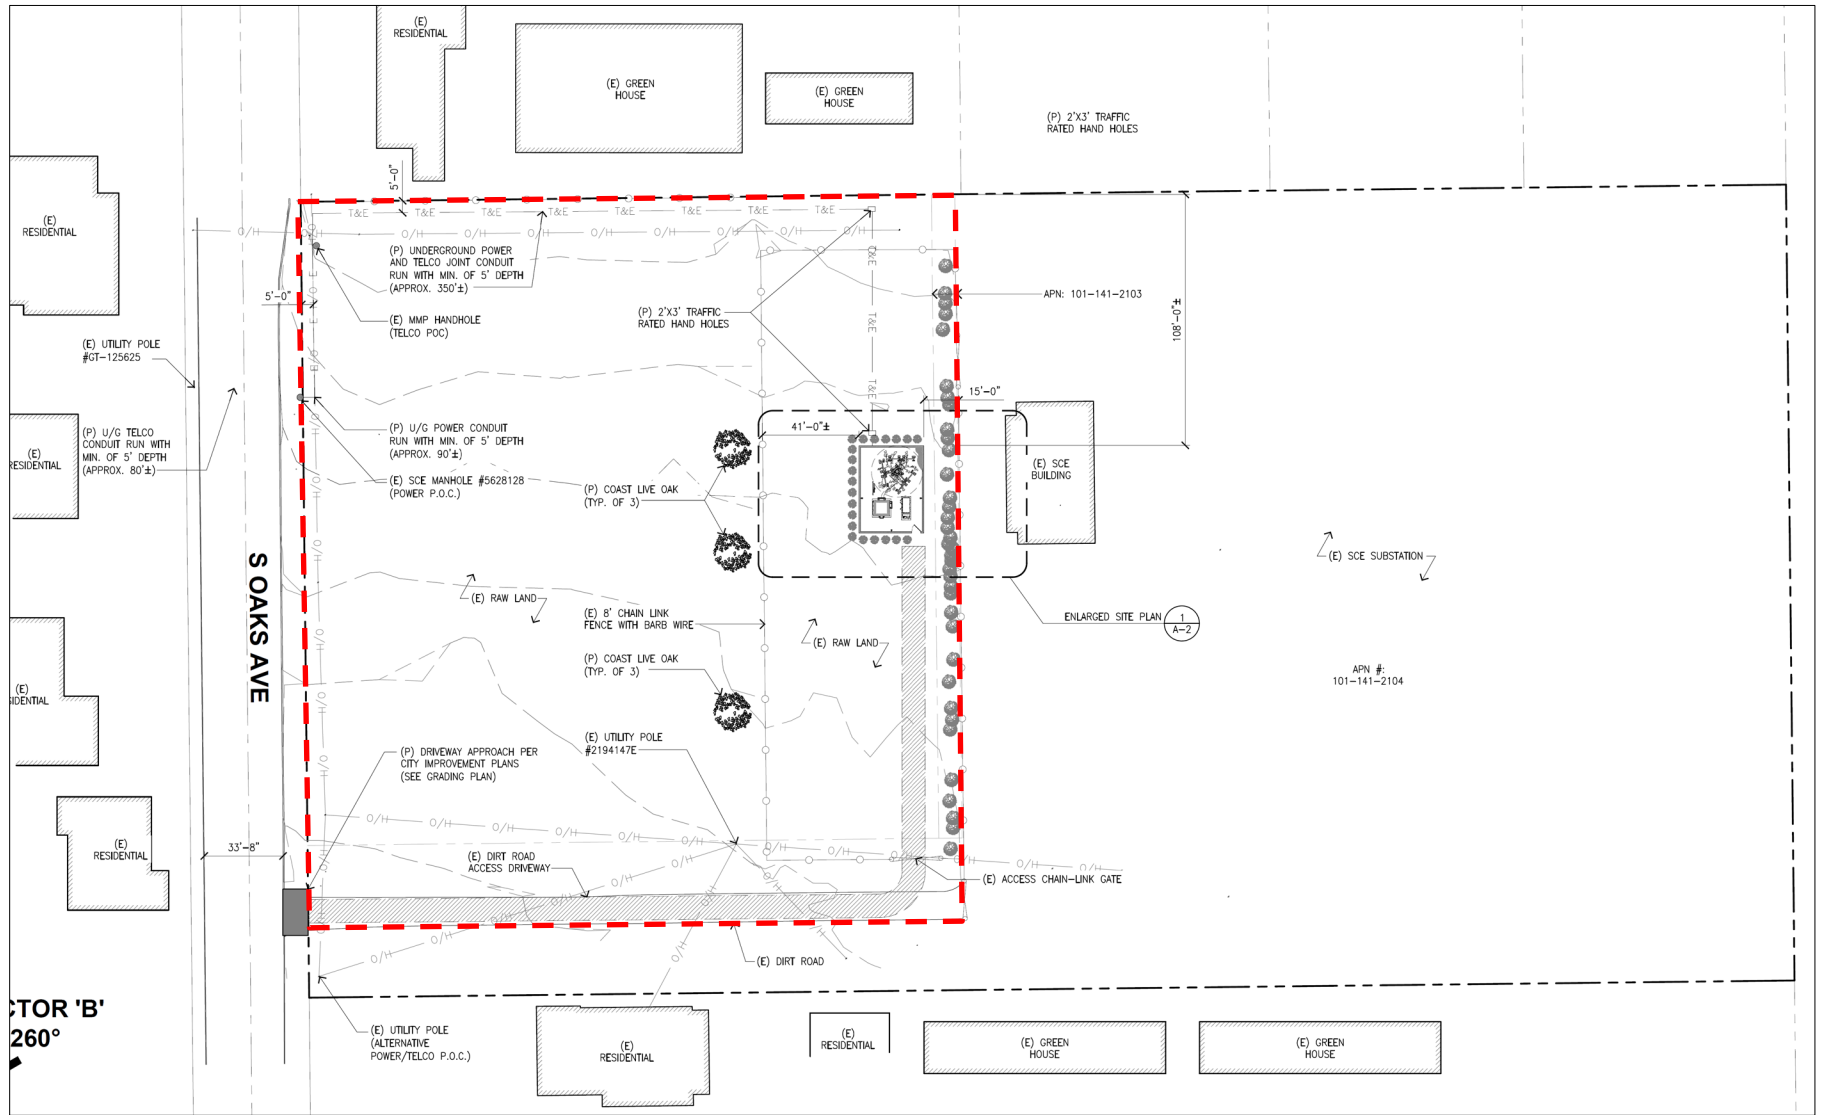 (E)
RESIDENTIAL
(E) GREEN
HOUSE
(E) GREEN
HOUSE
(P) 2'X3' TRAFFIC
RATED HAND HOLES
(E)
RESIDENTIAL
5'-0"
T&E T&E T&E T&E T&E T&E T&E T&E
O/H O/H O/H O/H O/H O/H O/H O/H
(P) UNDERGROUND POWER
AND TELCO JOINT CONDUIT
RUN WITH MIN. OF 5' DEPTH
(APPROX. 350'±)
T&E
5'-0"
(E) MMP HANDHOLE
(TELCO POC)
(P) 2'X3' TRAFFIC
RATED HAND HOLES
T&E
APN: 101-141-2103
108'-0"±
(E) UTILITY POLE
#GT-125625
T&E
15'-0"
(P) U/G TELCO
CONDUIT RUN WITH
MIN. OF 5' DEPTH
(APPROX. 80'±)
(P) U/G POWER CONDUIT
RUN WITH MIN. OF 5' DEPTH
(APPROX. 90'±)
41'-0"±
(E)
RESIDENTIAL
(E) SCE
BUILDING
(E) SCE MANHOLE #5628128
(POWER P.O.C.)
(P) COAST LIVE OAK
(TYP. OF 3)
H/O
H/O
(E) SCE SUBSTATION
S OAKS AVE
(E) RAW LAND
(E) 8' CHAIN LINK
FENCE WITH BARB WIRE
ENLARGED SITE PLAN
1
A-2
(E) RAW LAND
H/O
(P) COAST LIVE OAK
(TYP. OF 3)
APN #:
101-141-2104
(E)
SIDENTIAL
H/O
(E) UTILITY POLE
#2194147E
(P) DRIVEWAY APPROACH PER
CITY IMPROVEMENT PLANS
(SEE GRADING PLAN)
H/O
O/H O/H O/H O/H O/H O/H O/H O/H O/H O/H
33'-8"
(E)
RESIDENTIAL
(E) DIRT ROAD
ACCESS DRIVEWAY
(E) ACCESS CHAIN-LINK GATE
O/H O/H O/H O/H O/H
O/H O/H
O/H O/H
(E) DIRT ROAD
CTOR 'B'
260°
(E) UTILITY POLE
(ALTERNATIVE
POWER/TELCO P.O.C.)
(E)
RESIDENTIAL
(E)
RESIDENTIAL
(E) GREEN
HOUSE
(E) GREEN
HOUSE